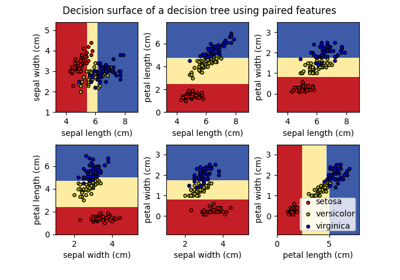 Decision surface of a decision tree using paired features
sepal width (cm)
5
4
3
2
1
4
6
8
sepal length (cm)
petal length (cm)
6
4
2
0
4
6
8
sepal length (cm)
petal width (cm)
3
2
1
0
4
6
8
sepal length (cm)
petal length (cm)
6
4
2
0
2
4
sepal width (cm)
petal width (cm)
3
2
1
0
2
4
sepal width (cm)
petal width (cm)
3
2
1
0
0
5
petal length (cm)
setosa
versicolor
virginica